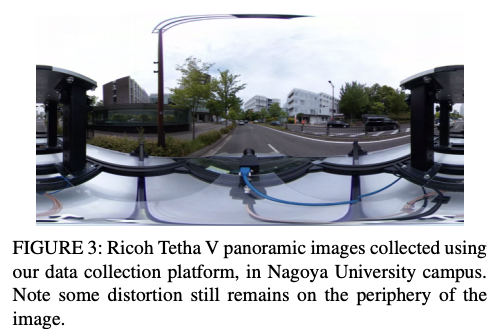 FIGURE 3: Ricoh Tetha V panoramic images collected using
our data collection platform, in Nagoya University campus.
Note some distortion still remains on the periphery of the
image.